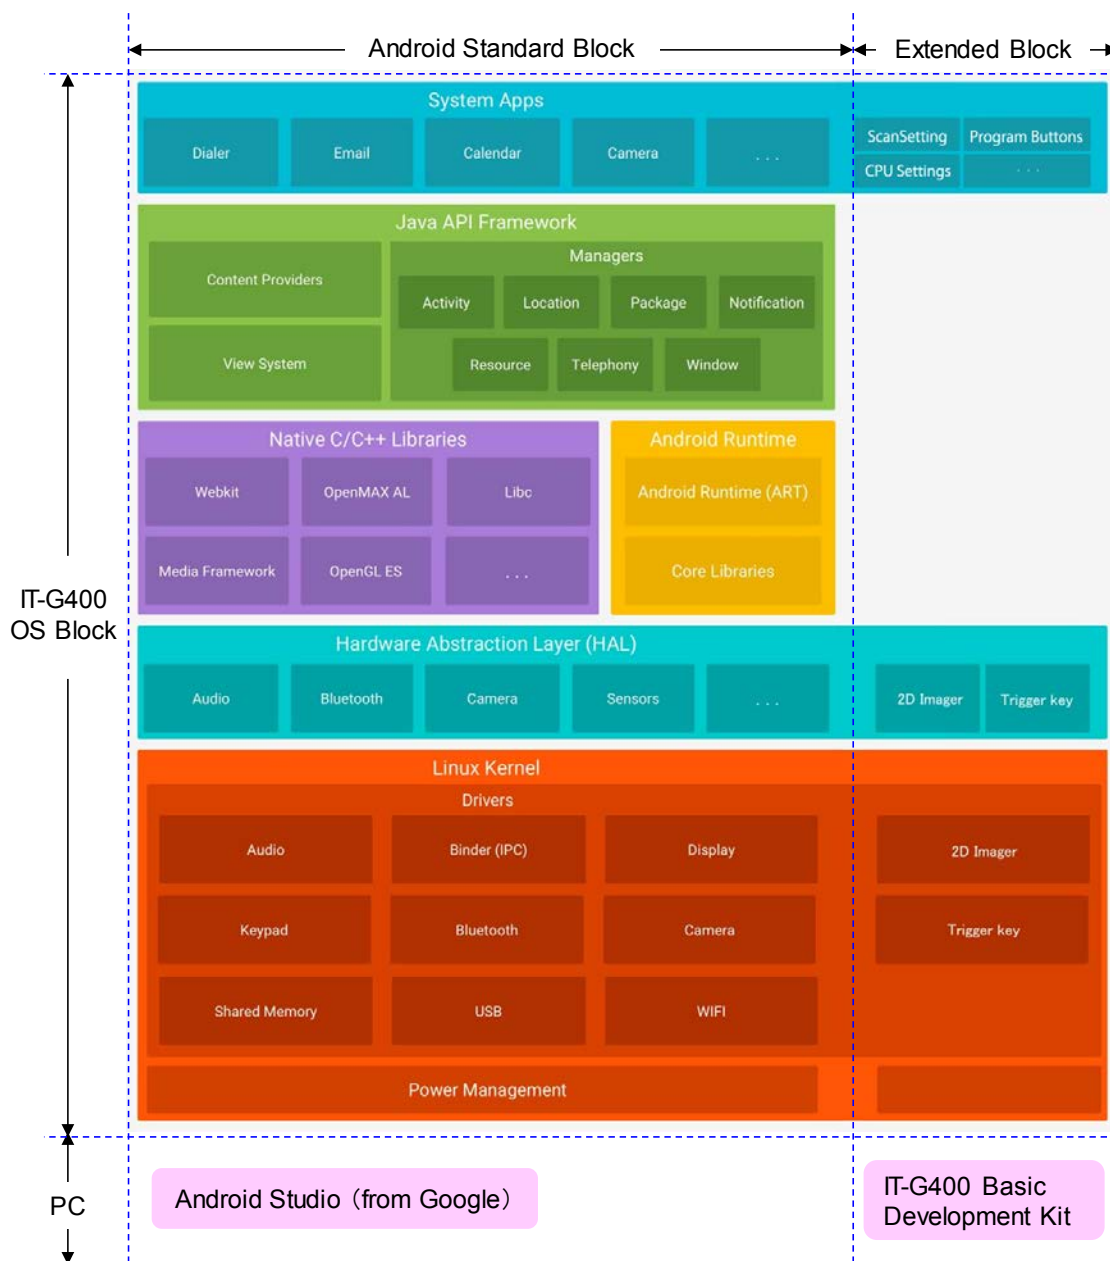 Android Standard Block
Extended Block
System Apps
Dialer
Email
Calendar
Camera
. . .
ScanSetting
Program Buttons
CPU Settings
. . .
Java API Framework
Content Providers
View System
Managers
Activity
Location
Package
Notification
Resource
Telephony
Window
Native C/C++ Libraries
Webkit
OpenMAX AL
Libc
Media Framework
OpenGL ES
. . .
Android Runtime
Android Runtime (ART)
Core Libraries
IT-G400
OS Block
Hardware Abstraction Layer (HAL)
Audio
Bluetooth
Camera
Sensors
. . .
2D Imager
Trigger key
Linux Kernel
Drivers
Audio
Binder (IPC)
Display
2D Imager
Keypad
Bluetooth
Camera
Trigger key
Shared Memory
USB
WIFI
Power Management
PC
Android Studio（from Google）
IT-G400 Basic
Development Kit